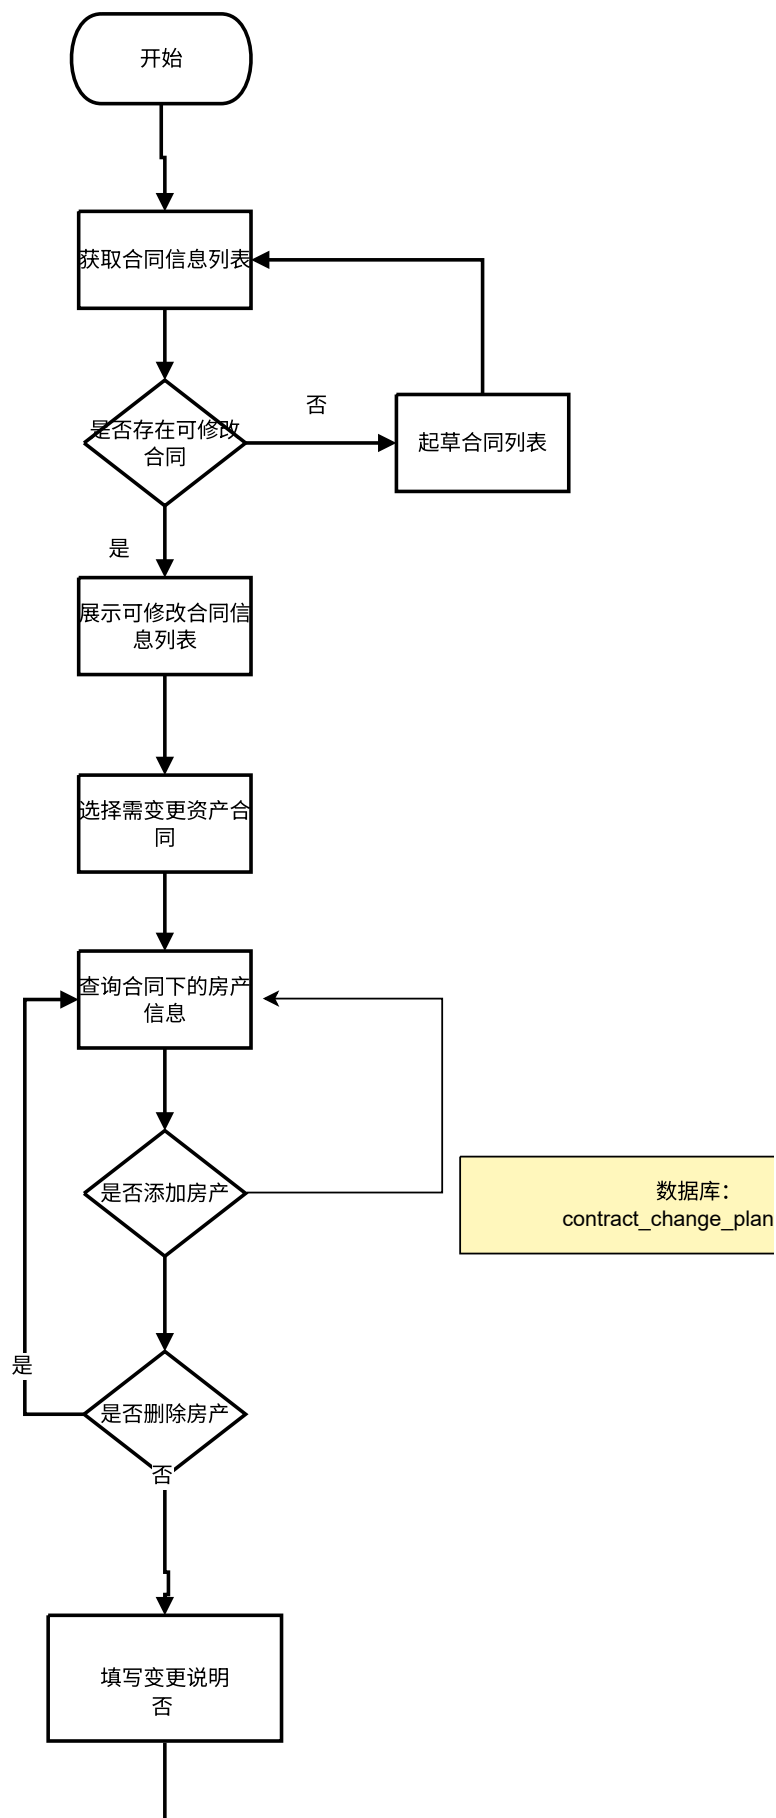 开始
获取合同信息列表
是否存在可修改
合同
否
起草合同列表
是
展示可修改合同信
息列表
选择需变更资产合
同
查询合同下的房产
信息
是否添加房产
数据库：
contract_change_plan
是
是否删除房产
否
填写变更说明
否